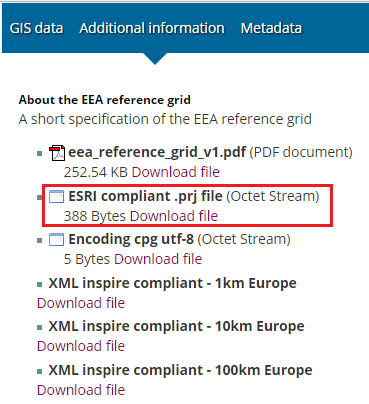 GIS data Additional information Metadata
About the EEA reference grid
A short specification of the EEA reference grid
eea_reference_grid_v1.pdf (PDF document)
252.54 KB Download file
ESRI compliant .prj file (Octet Stream)
388 Bytes Download file
Encoding cpg utf-8 (Octet Stream)
5 Bytes Download file
XML inspire compliant - 1km Europe
Download file
XML inspire compliant - 10km Europe
Download file
XML inspire compliant - 100km Europe
Download file